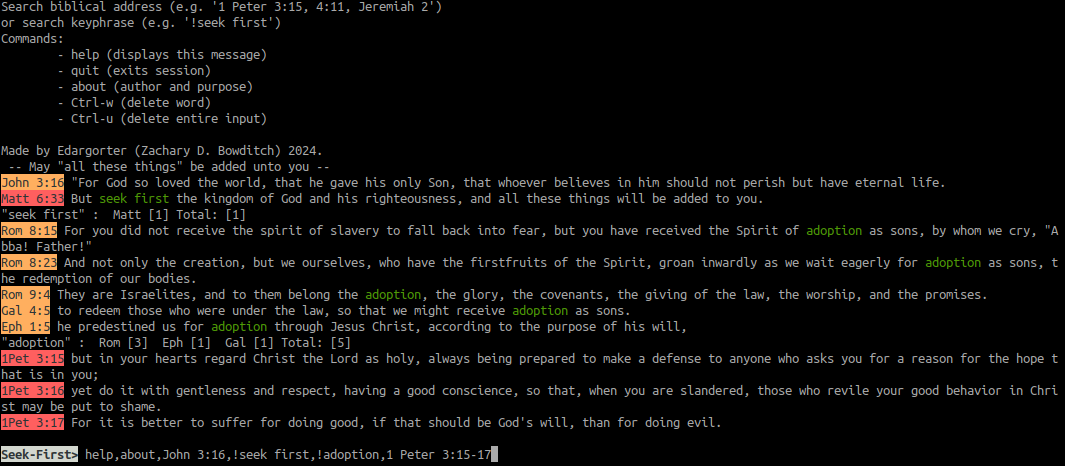 Search biblical address (e.g. '1 Peter 3:15, 4:11, Jeremiah 2')
or search keyphrase (e.g. '!seek first')
Commands:
- help (displays this message)
- quit (exits session)
- about (author and purpose)
- Ctrl-w (delete word)
- Ctrl-u (delete entire input)
Made by Edargorter (Zachary D. Bowditch) 2024.
-- May "all these things" be added unto you --
John 3:16 "For God so loved the world, that he gave his only Son, that whoever believes in him should not perish but have eternal life.
Matt 6:33 But seek first the kingdom of God and his righteousness, and all these things will be added to you.
"seek first" :  Matt [1] Total: [1]
Rom 8:15 For you did not receive the spirit of slavery to fall back into fear, but you have received the Spirit of adoption as sons, by whom we cry, "A
bba! Father!"
Rom 8:23 And not only the creation, but we ourselves, who have the firstfruits of the Spirit, groan inwardly as we wait eagerly for adoption as sons, t
he redemption of our bodies.
Rom 9:4 They are Israelites, and to them belong the adoption, the glory, the covenants, the giving of the law, the worship, and the promises.
Gal 4:5 to redeem those who were under the law, so that we might receive adoption as sons.
Eph 1:5 he predestined us for adoption through Jesus Christ, according to the purpose of his will,
"adoption" :  Rom [3]  Eph [1]  Gal [1] Total: [5]
1Pet 3:15 but in your hearts regard Christ the Lord as holy, always being prepared to make a defense to anyone who asks you for a reason for the hope t
hat is in you;
1Pet 3:16 yet do it with gentleness and respect, having a good conscience, so that, when you are slandered, those who revile your good behavior in Chri
st may be put to shame.
1Pet 3:17 For it is better to suffer for doing good, if that should be God's will, than for doing evil.
Seek-First> help,about,John 3:16,!seek first,!adoption,1 Peter 3:15-17